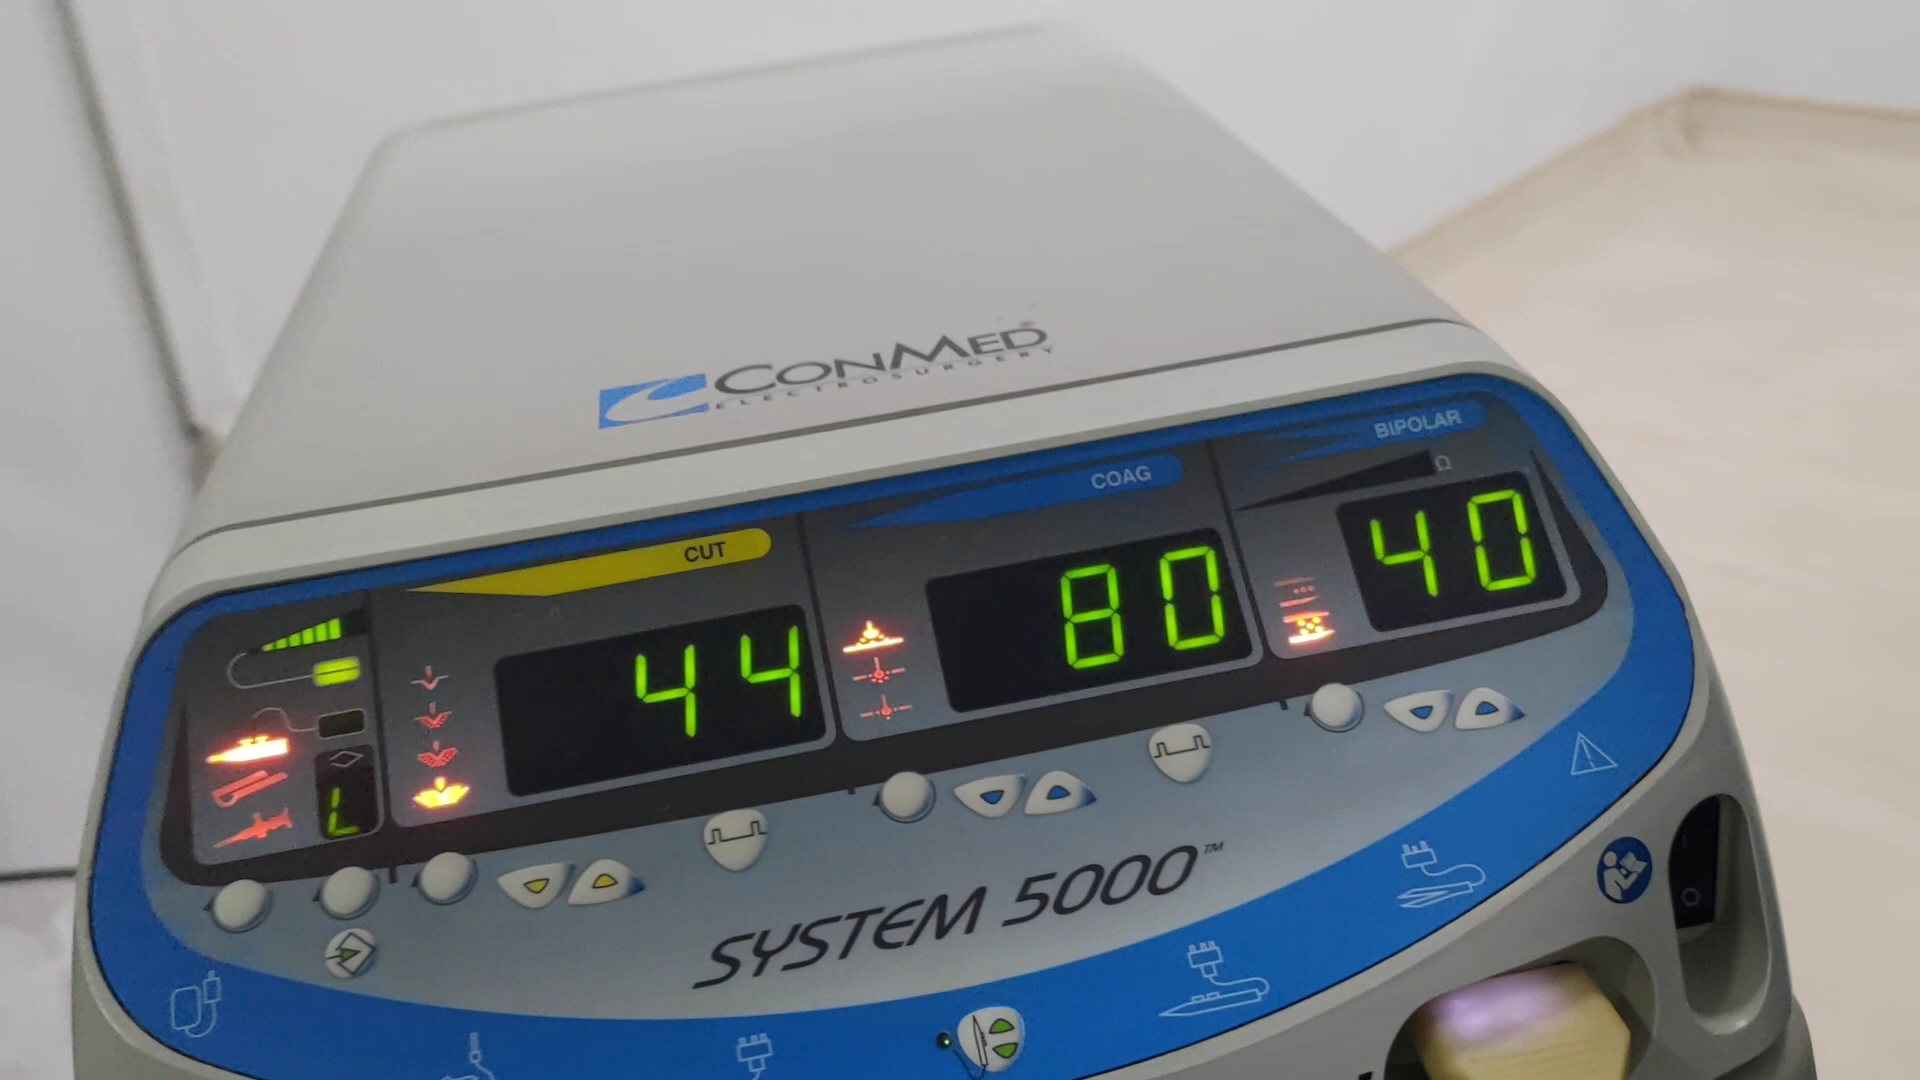 CONMED®
ELECTROSURGERY
BIPOLAR
COAG
CUT
Ω
40
80
44
L
SYSTEM 5000™